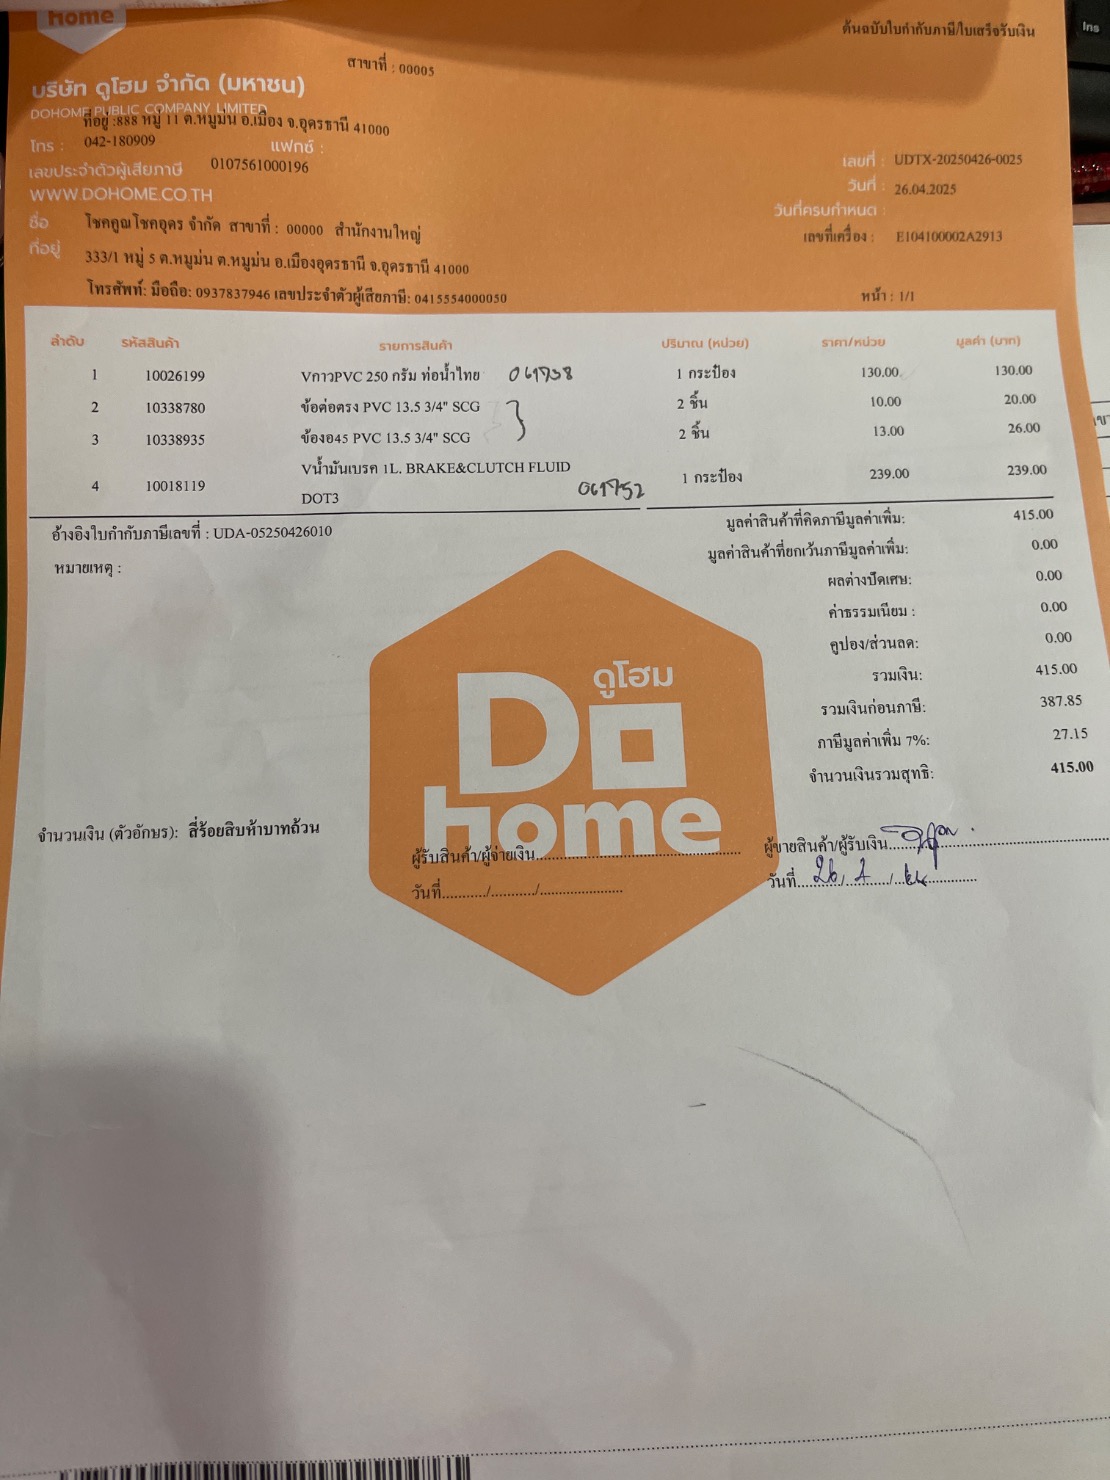 home
ต้นฉบับใบกำกับภาษี/ใบเสร็จรับเงิน
สาขาที่ : 00005
บริษัท ดูโฮม จำกัด (มหาชน)
DOHOME PUBLIC COMPANY LIMITED
ที่อยู่ :888 หมู่ 11 ต.หมูม่น อ.เมือง จ.อุดรธานี 41000
โทร : 042-180909 แฟกซ์ :
เลขประจำตัวผู้เสียภาษี 0107561000196
WWW.DOHOME.CO.TH
เลขที่ : UDTX-20250426-0025
วันที่ : 26.04.2025
วันที่ครบกำหนด :
เลขที่เครื่อง : E104100002A2913
ชื่อ โชคคูณโชคอุดร จำกัด สาขาที่ : 00000 สำนักงานใหญ่
ที่อยู่ 333/1 หมู่ 5 ต.หมูม่น ต.หมูม่น อ.เมืองอุดรธานี จ.อุดรธานี 41000
โทรศัพท์: มือถือ: 0937837946 เลขประจำตัวผู้เสียภาษี: 0415554000050
หน้า : 1/1
ลำดับ รหัสสินค้า รายการสินค้า ปริมาณ (หน่วย) ราคา/หน่วย มูลค่า (บาท)
1 10026199 VกาวPVC 250 กรัม ท่อน้ำไทย 1 กระป๋อง 130.00 130.00
2 10338780 ข้อต่อตรง PVC 13.5 3/4" SCG 2 ชิ้น 10.00 20.00
3 10338935 ข้องอ45 PVC 13.5 3/4" SCG 2 ชิ้น 13.00 26.00
4 10018119 Vน้ำมันเบรค 1L. BRAKE&CLUTCH FLUID 1 กระป๋อง 239.00 239.00
DOT3
อ้างอิงใบกำกับภาษีเลขที่ : UDA-05250426010
หมายเหตุ :
มูลค่าสินค้าที่คิดภาษีมูลค่าเพิ่ม: 415.00
มูลค่าสินค้าที่ยกเว้นภาษีมูลค่าเพิ่ม: 0.00
ผลต่างปัดเศษ: 0.00
ค่าธรรมเนียม : 0.00
คูปอง/ส่วนลด: 0.00
รวมเงิน: 415.00
รวมเงินก่อนภาษี: 387.85
ภาษีมูลค่าเพิ่ม 7%: 27.15
จำนวนเงินรวมสุทธิ: 415.00
ดูโฮม
Do
home
จำนวนเงิน (ตัวอักษร): สี่ร้อยสิบห้าบาทถ้วน
ผู้รับสินค้า/ผู้จ่ายเงิน
วันที่.........../.........../.....................
ผู้ขายสินค้า/ผู้รับเงิน
วันที่ 26/
Ins